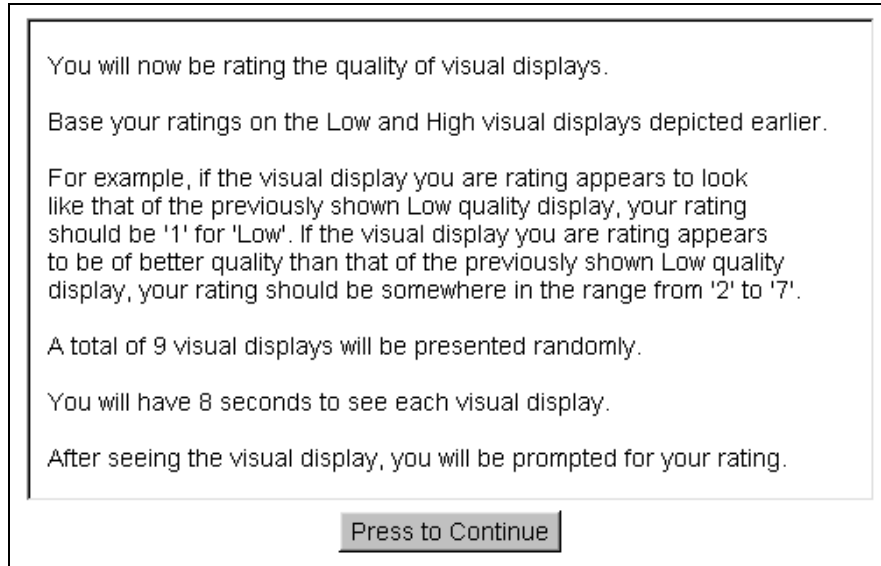 You will now be rating the quality of visual displays.
Base your ratings on the Low and High visual displays depicted earlier.
For example, if the visual display you are rating appears to look
like that of the previously shown Low quality display, your rating
should be '1' for 'Low'. If the visual display you are rating appears
to be of better quality than that of the previously shown Low quality
display, your rating should be somewhere in the range from '2' to '7'.
A total of 9 visual displays will be presented randomly.
You will have 8 seconds to see each visual display.
After seeing the visual display, you will be prompted for your rating.
Press to Continue